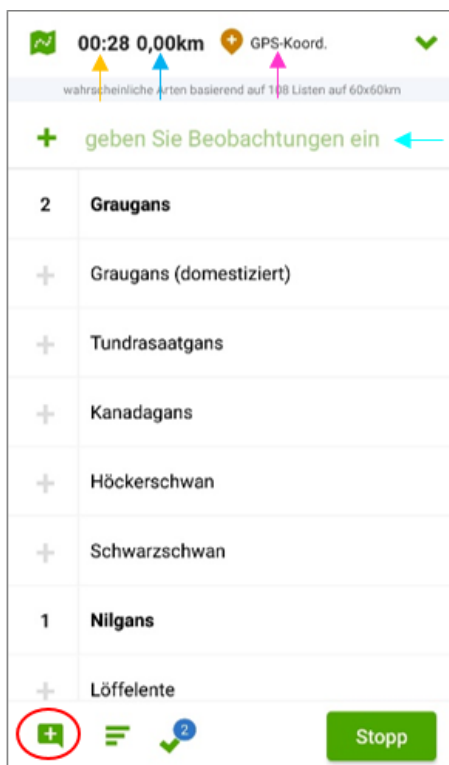 00:28 0,00km GPS-Koord.
wahrscheinliche Arten basierend auf 108 Listen auf 60x60km
+ geben Sie Beobachtungen ein
2 Graugans
+ Graugans (domestiziert)
+ Tundrasaatgans
+ Kanadagans
+ Höckerschwan
+ Schwarzschwan
1 Nilgans
+ Löffelente
2 Stopp